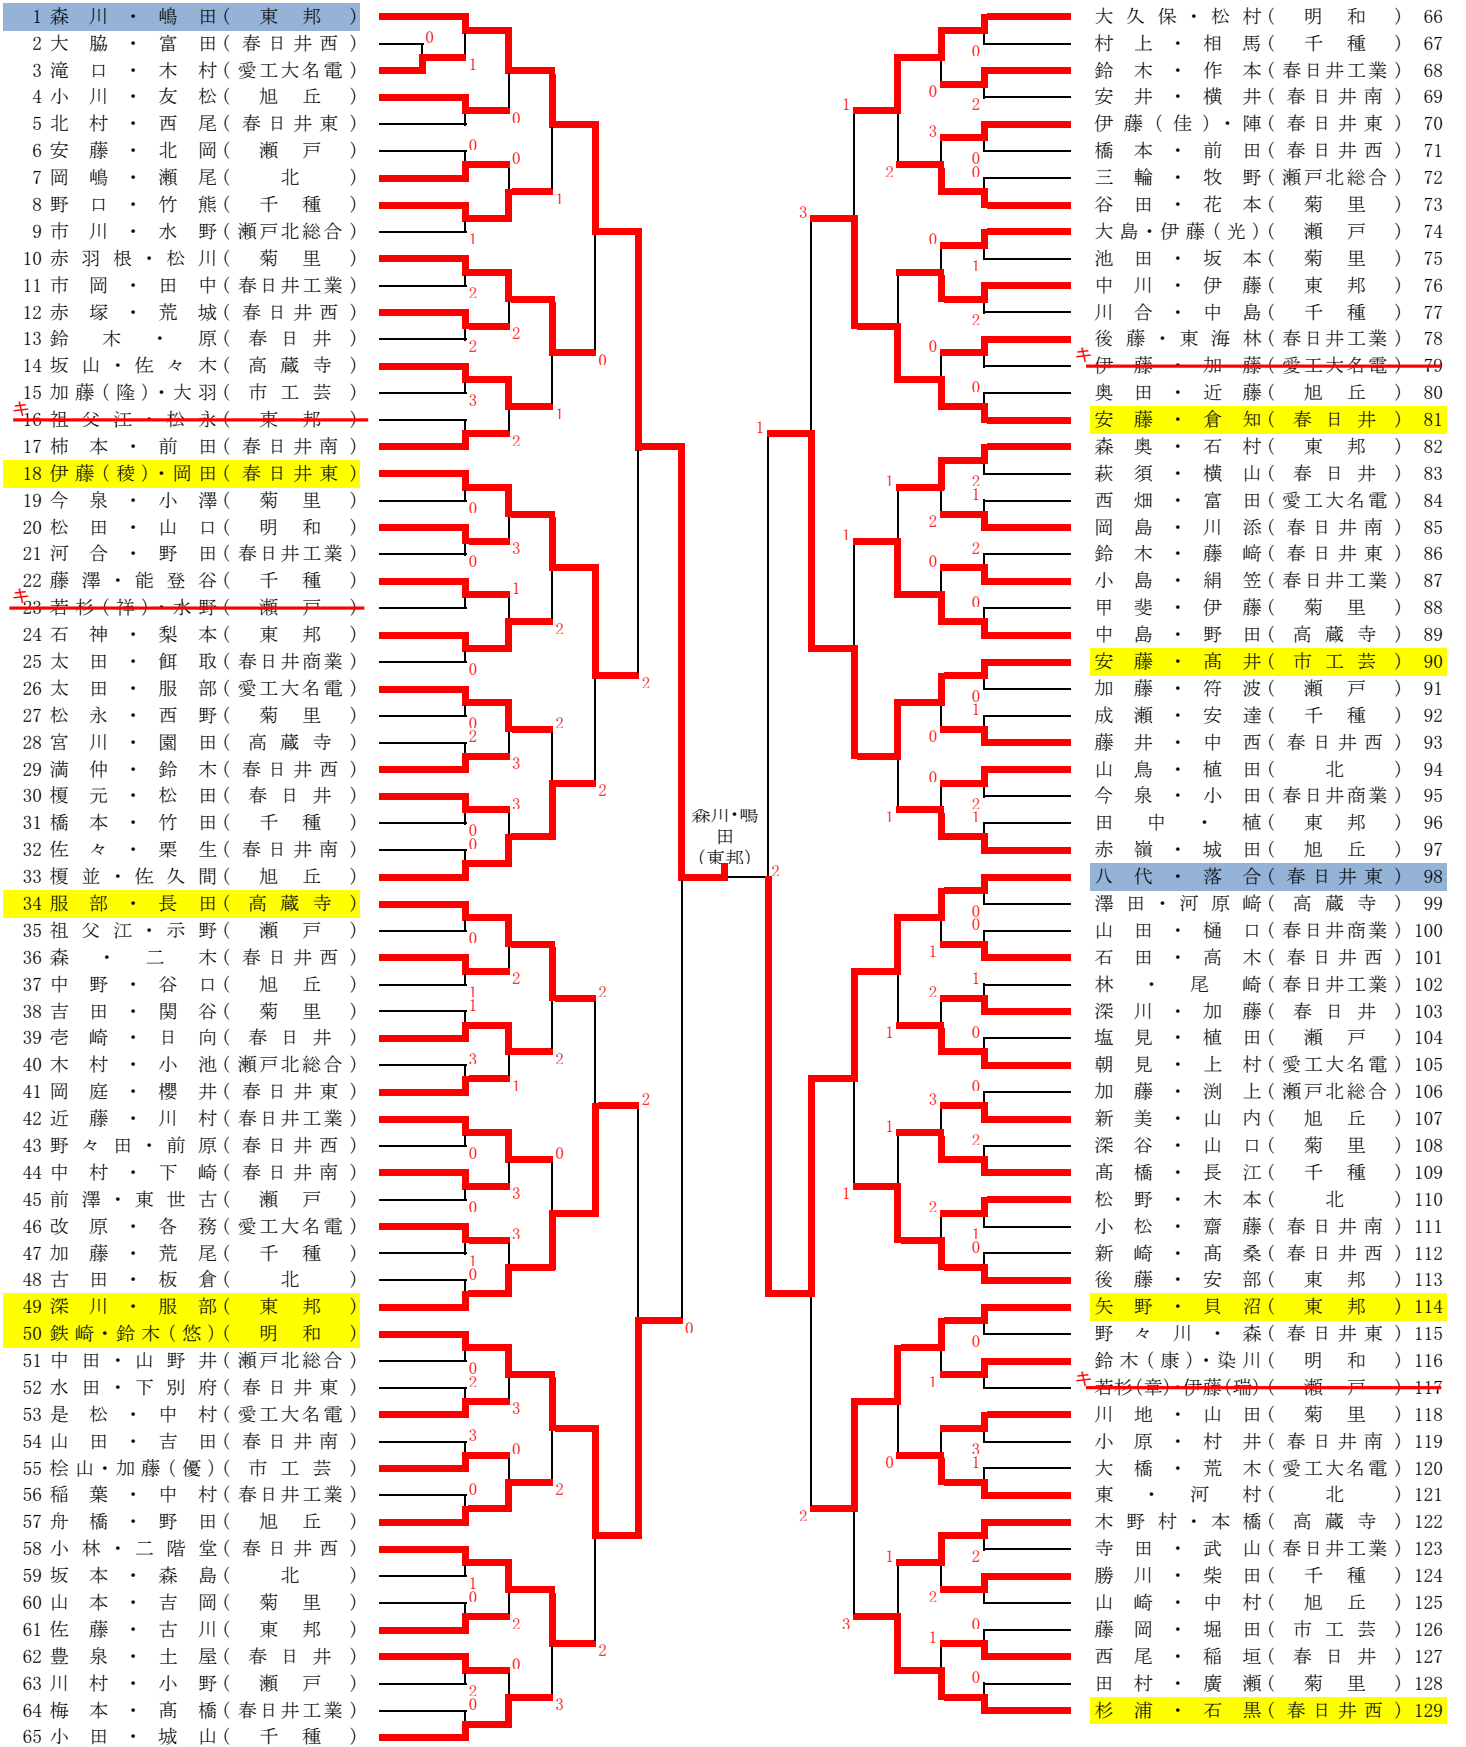 1 森川・嶋田(東邦)
2 大脇・富田(春日井西)
3 滝口・木村(愛工大名電)
4 小川・友松(旭丘)
5 北村・西尾(春日井東)
6 安藤・北岡(瀬戸)
7 岡嶋・瀬尾(北)
8 野口・竹熊(千種)
9 市川・水野(瀬戸北総合)
10 赤羽根・松川(菊里)
11 市岡・田中(春日井工業)
12 赤塚・荒城(春日井西)
13 鈴木・原(春日井)
14 坂山・佐々木(高蔵寺)
15 加藤(隆)・大羽(市工芸)
キ
16 祖父江・松永(東邦)
17 柿本・前田(春日井南)
18 伊藤(稜)・岡田(春日井東)
19 今泉・小澤(菊里)
20 松田・山口(明和)
21 河合・野田(春日井工業)
22 藤澤・能登谷(千種)
キ
23 若杉(祥)・水野(瀬戸)
24 石神・梨本(東邦)
25 太田・餌取(春日井商業)
26 太田・服部(愛工大名電)
27 松永・西野(菊里)
28 宮川・園田(高蔵寺)
29 満仲・鈴木(春日井西)
30 榎元・松田(春日井)
31 橋本・竹田(千種)
32 佐々・栗生(春日井南)
33 榎並・佐久間(旭丘)
34 服部・長田(高蔵寺)
35 祖父江・示野(瀬戸)
36 森・二木(春日井西)
37 中野・谷口(旭丘)
38 吉田・関谷(菊里)
39 壱崎・日向(春日井)
40 木村・小池(瀬戸北総合)
41 岡庭・櫻井(春日井東)
42 近藤・川村(春日井工業)
43 野々田・前原(春日井西)
44 中村・下崎(春日井南)
45 前澤・東世古(瀬戸)
46 改原・各務(愛工大名電)
47 加藤・荒尾(千種)
48 古田・板倉(北)
49 深川・服部(東邦)
50 鉄崎・鈴木(悠)(明和)
51 中田・山野井(瀬戸北総合)
52 水田・下別府(春日井東)
53 是松・中村(愛工大名電)
54 山田・吉田(春日井南)
55 桧山・加藤(優)(市工芸)
56 稲葉・中村(春日井工業)
57 舟橋・野田(旭丘)
58 小林・二階堂(春日井西)
59 坂本・森島(北)
60 山本・吉岡(菊里)
61 佐藤・古川(東邦)
62 豊泉・土屋(春日井)
63 川村・小野(瀬戸)
64 梅本・髙橋(春日井工業)
65 小田・城山(千種)
森川・嶋
田
(東邦)
大久保・松村(明和) 66
村上・相馬(千種) 67
鈴木・作本(春日井工業) 68
安井・横井(春日井南) 69
伊藤(佳)・陣(春日井東) 70
橋本・前田(春日井西) 71
三輪・牧野(瀬戸北総合) 72
谷田・花本(菊里) 73
大島・伊藤(光)(瀬戸) 74
池田・坂本(菊里) 75
中川・伊藤(東邦) 76
川合・中島(千種) 77
後藤・東海林(春日井工業) 78
キ
伊藤・加藤(愛工大名電) 79
奥田・近藤(旭丘) 80
安藤・倉知(春日井) 81
森奥・石村(東邦) 82
萩須・横山(春日井) 83
西畑・富田(愛工大名電) 84
岡島・川添(春日井南) 85
鈴木・藤﨑(春日井東) 86
小島・絹笠(春日井工業) 87
甲斐・伊藤(菊里) 88
中島・野田(高蔵寺) 89
安藤・髙井(市工芸) 90
加藤・符波(瀬戸) 91
成瀬・安達(千種) 92
藤井・中西(春日井西) 93
山鳥・植田(北) 94
今泉・小田(春日井商業) 95
田中・植(東邦) 96
赤嶺・城田(旭丘) 97
八代・落合(春日井東) 98
澤田・河原﨑(高蔵寺) 99
山田・樋口(春日井商業) 100
石田・高木(春日井西) 101
林・尾崎(春日井工業) 102
深川・加藤(春日井) 103
塩見・植田(瀬戸) 104
朝見・上村(愛工大名電) 105
加藤・渕上(瀬戸北総合) 106
新美・山内(旭丘) 107
深谷・山口(菊里) 108
髙橋・長江(千種) 109
松野・木本(北) 110
小松・齋藤(春日井南) 111
新崎・髙桑(春日井西) 112
後藤・安部(東邦) 113
矢野・貝沼(東邦) 114
野々川・森(春日井東) 115
鈴木(康)・染川(明和) 116
キ
若杉(章)・伊藤(瑞)(瀬戸) 117
川地・山田(菊里) 118
小原・村井(春日井南) 119
大橋・荒木(愛工大名電) 120
東・河村(北) 121
木野村・本橋(高蔵寺) 122
寺田・武山(春日井工業) 123
勝川・柴田(千種) 124
山崎・中村(旭丘) 125
藤岡・堀田(市工芸) 126
西尾・稲垣(春日井) 127
田村・廣瀬(菊里) 128
杉浦・石黒(春日井西) 129